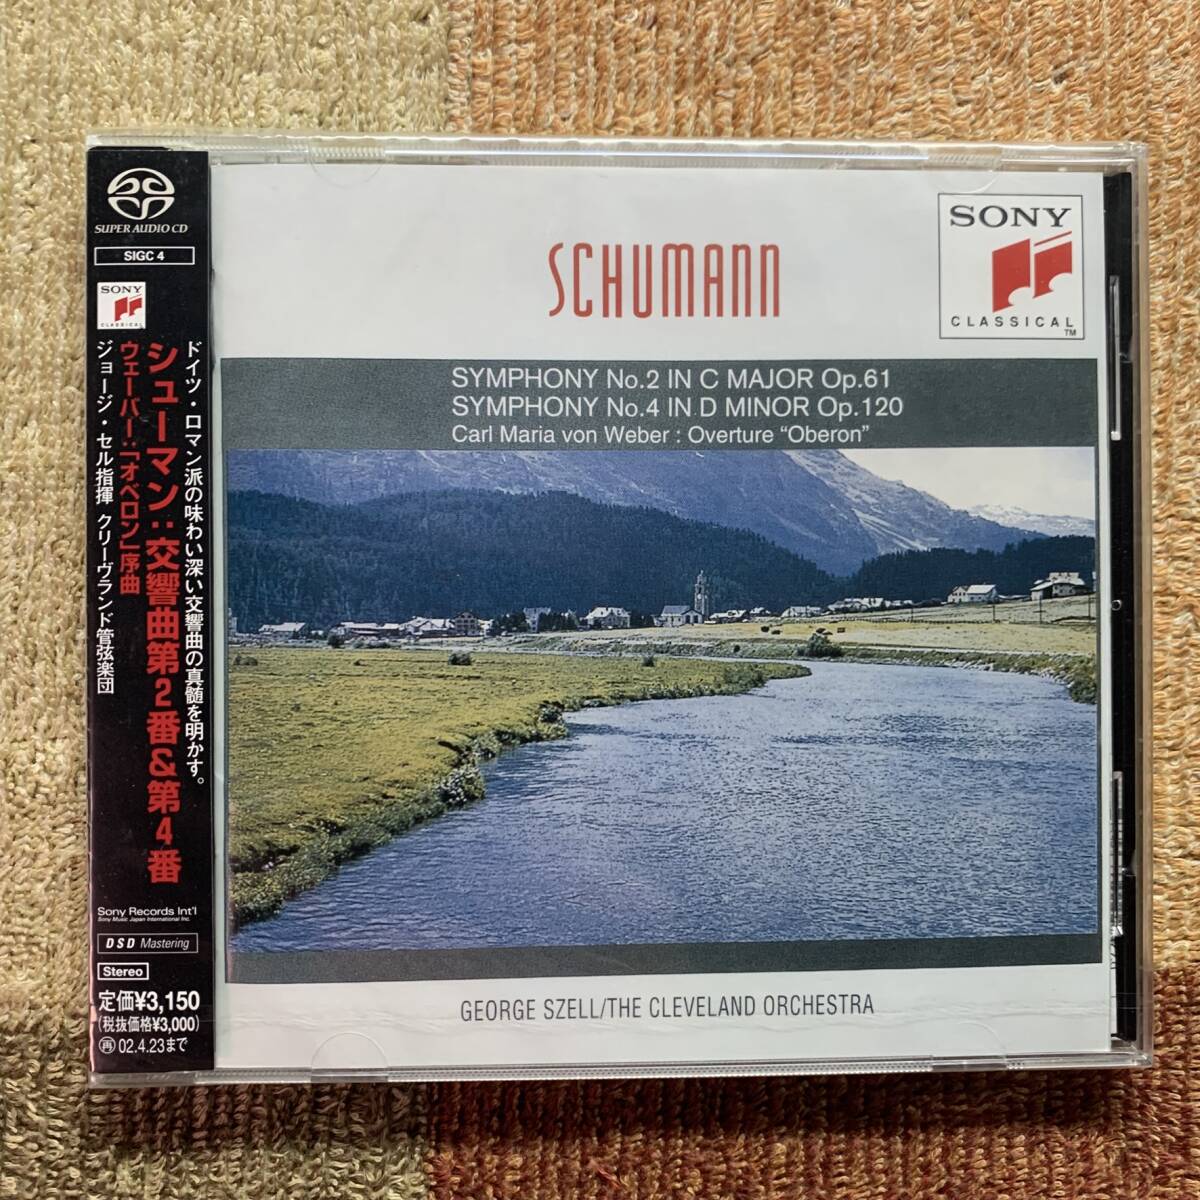 SUPER AUDIO CD
SIGC 4
SONY
CLASSICAL
ドイツ・ロマン派の味わい深い交響曲の真髄を明かす。
シューマン:交響曲第2番&第4番
ウェーバー:「オベロン」序曲
ジョージ・セル指揮 クリーヴランド管弦楽団
Sony Records Int'l
Sony Music Japan International Inc.
DSD Mastering
Stereo
定価¥3,150
(税抜価格¥3,000)
再 02.4.23まで
SCHUMANN
SONY
CLASSICAL
TM
SYMPHONY No.2 IN C MAJOR Op.61
SYMPHONY No.4 IN D MINOR Op.120
Carl Maria von Weber : Overture “Oberon”
GEORGE SZELL/THE CLEVELAND ORCHESTRA